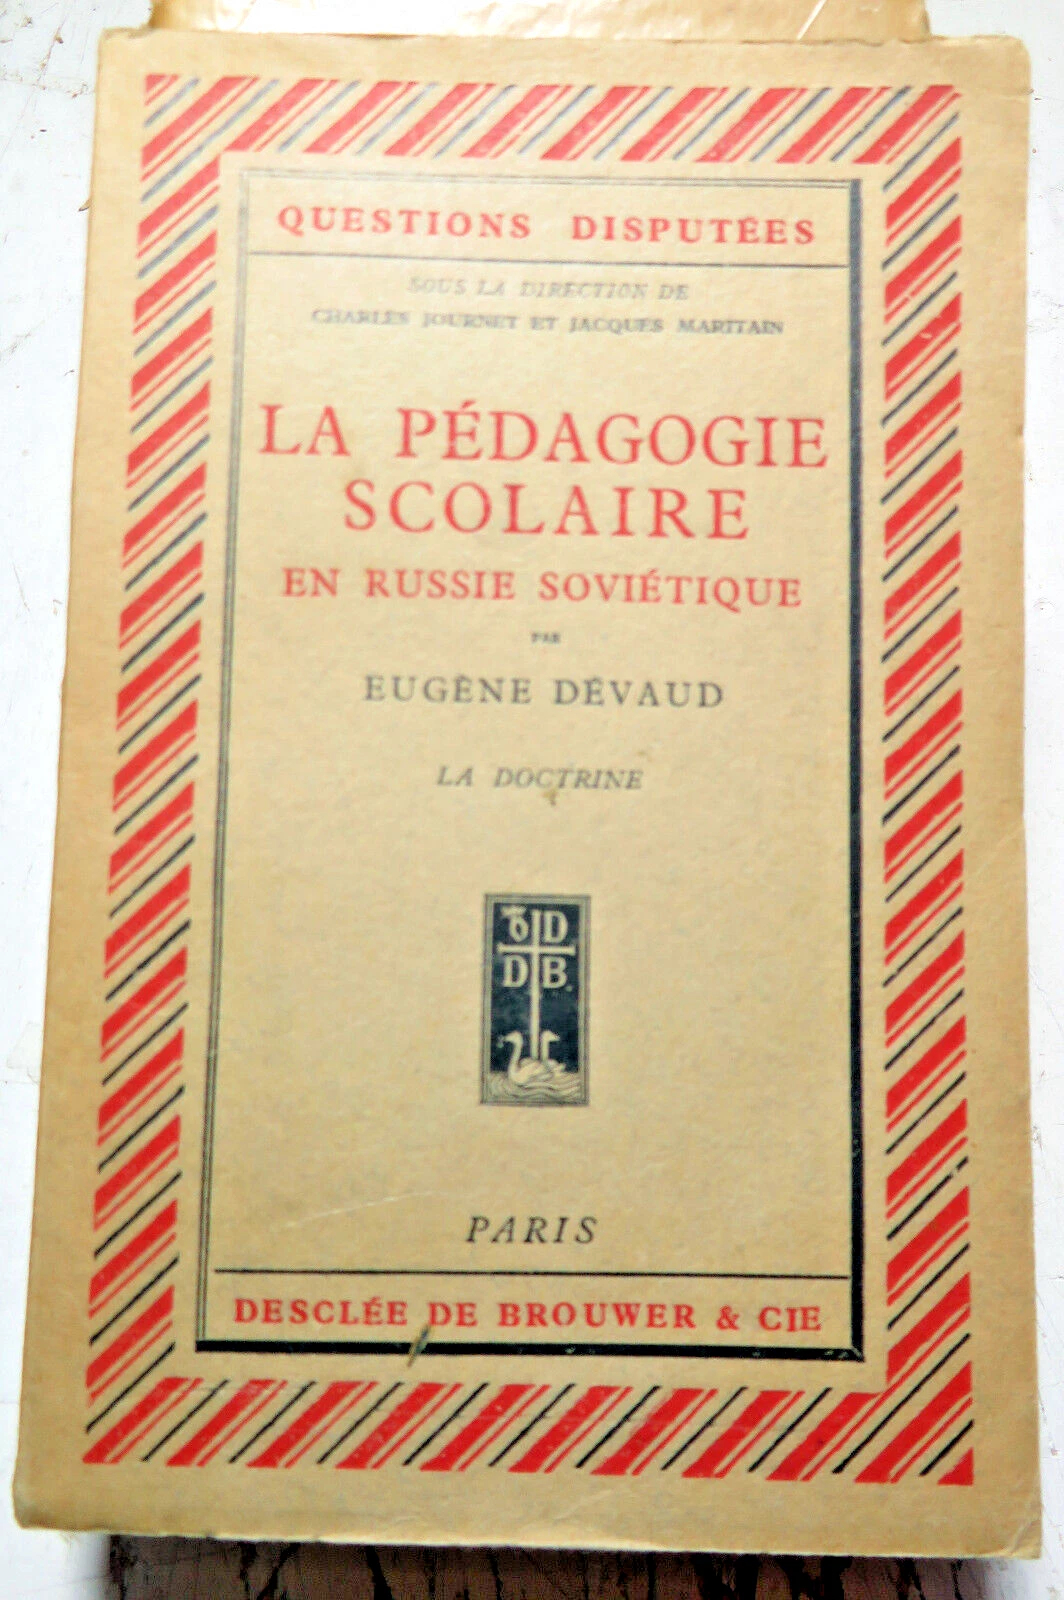 QUESTIONS DISPUTÉES
SOUS LA DIRECTION DE
CHARLES JOURNET ET JACQUES MARITAIN
LA PÉDAGOGIE
SCOLAIRE
EN RUSSIE SOVIÉTIQUE
PAR
EUGÈNE DÉVAUD
LA DOCTRINE
D
DB
PARIS
DESCLÉE DE BROUWER & CIE